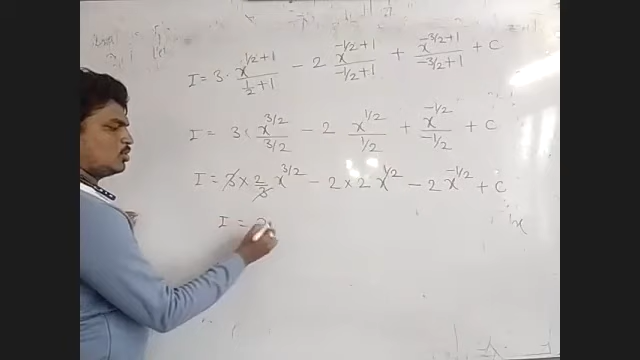 I = 3 · x^{1/2+1}/(1/2+1) − 2 x^{−1/2+1}/(−1/2+1) + x^{−3/2+1}/(−3/2+1) + C
I = 3 · x^{3/2}/(3/2) − 2 x^{1/2}/(1/2) + x^{−1/2}/(−1/2) + C
I = 3 × 2/3 x^{3/2} − 2 × 2 x^{1/2} − 2 x^{−1/2} + C
I = 2